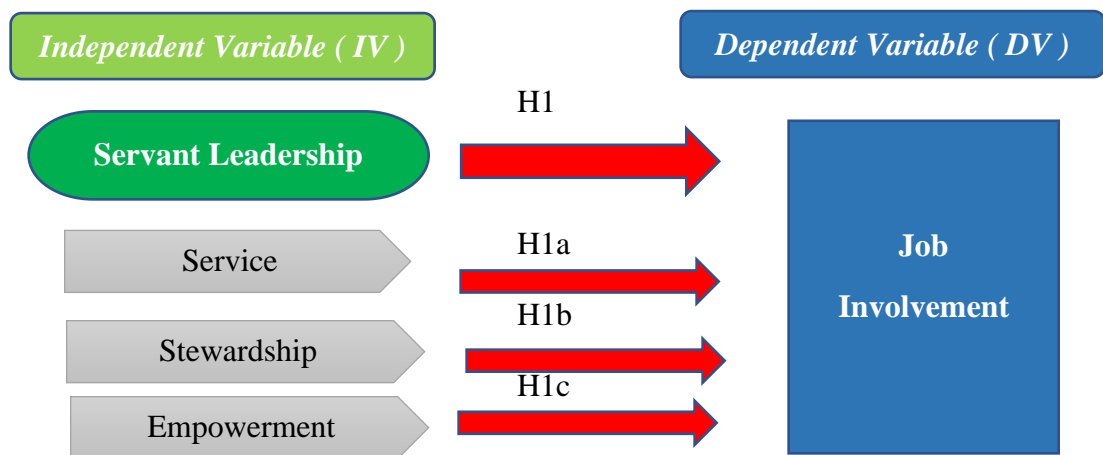 Independent Variable ( IV )
Dependent Variable ( DV )
H1
Servant Leadership
Service
H1a
Job
Involvement
H1b
Stewardship
H1c
Empowerment